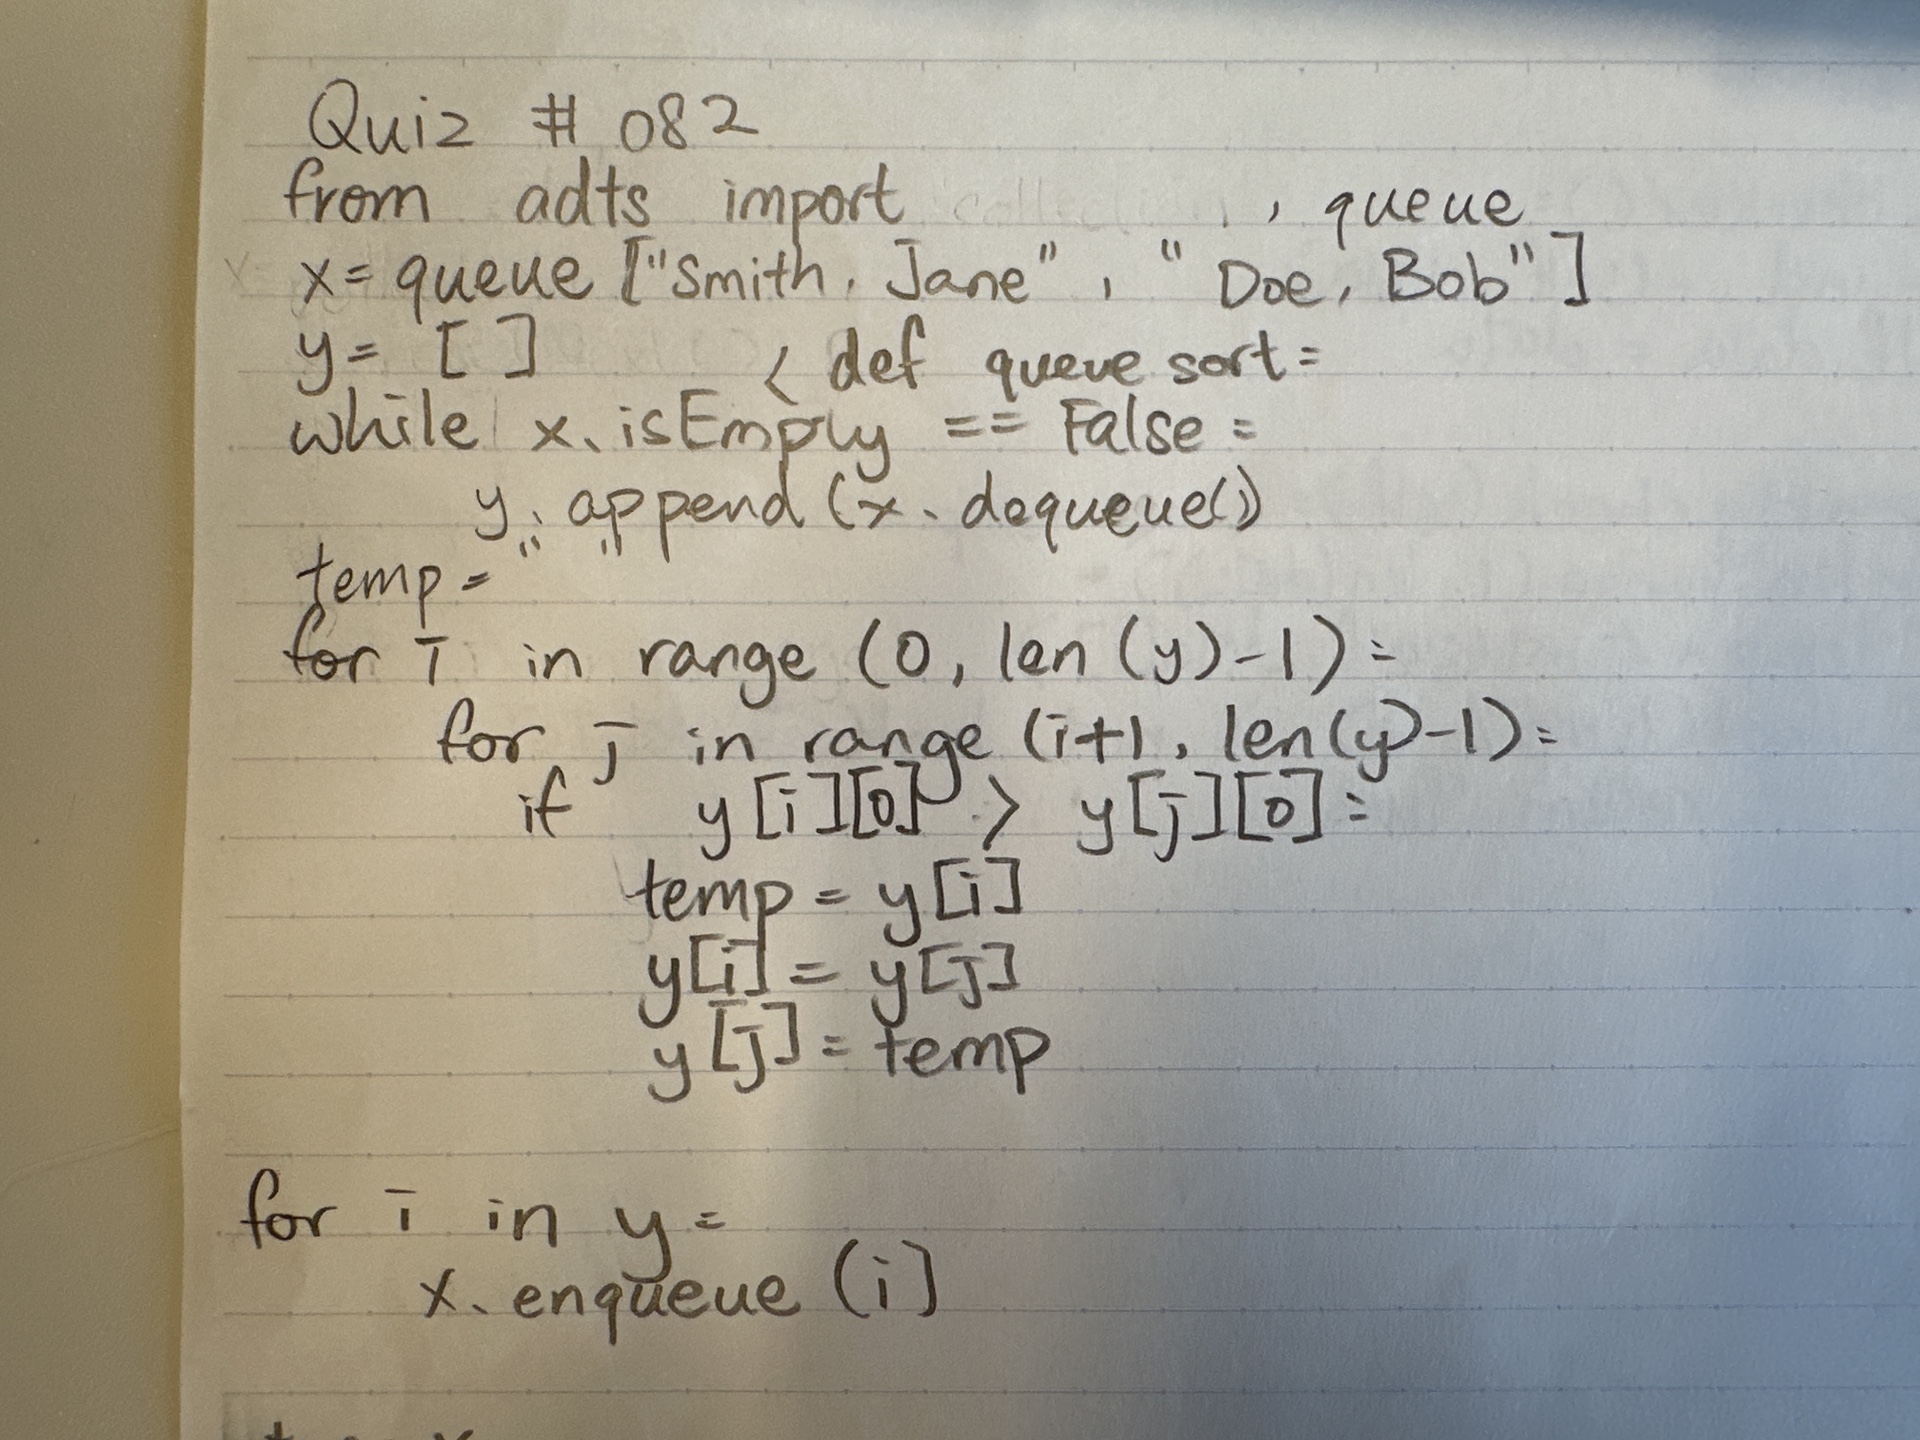 Quiz # 082
from adts import , queue
x= queue ["Smith, Jane", "Doe, Bob"]
y= [ ] < def queue sort=
while x.isEmpty == False =
y. append (x. dequeue()
temp= " "
for i in range (0, len (y)-1)=
for j in range (i+1, len(y)-1)=
if y[i][0] > y[j][0]=
temp = y[i]
y[i] = y[j]
y[j] = temp
for i in y=
x. enqueue (i]